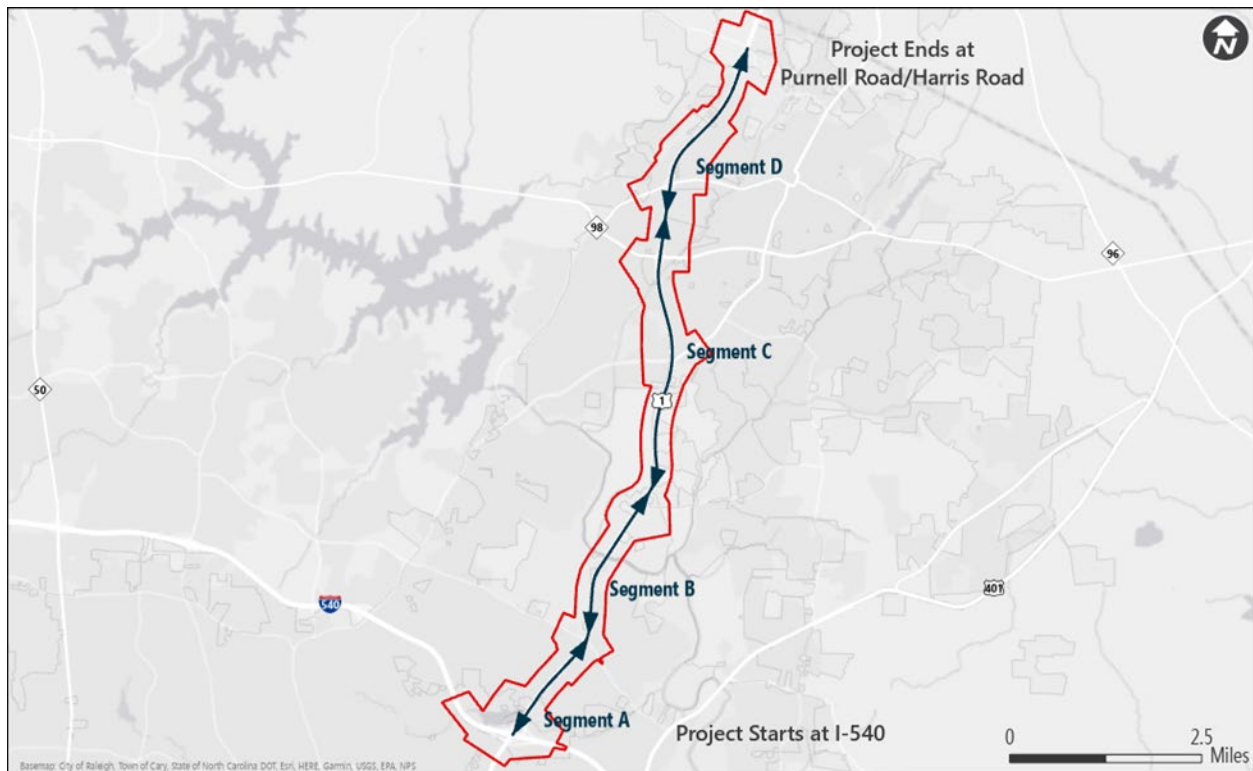 N
Project Ends at
Purnell Road/Harris Road
Segment D
98
96
Segment C
50
1
Segment B
540
401
Segment A
Project Starts at I-540
0 2.5
Miles
Basemap: City of Raleigh, Town of Cary, State of North Carolina DOT, Esri, HERE, Garmin, USGS, EPA, NPS